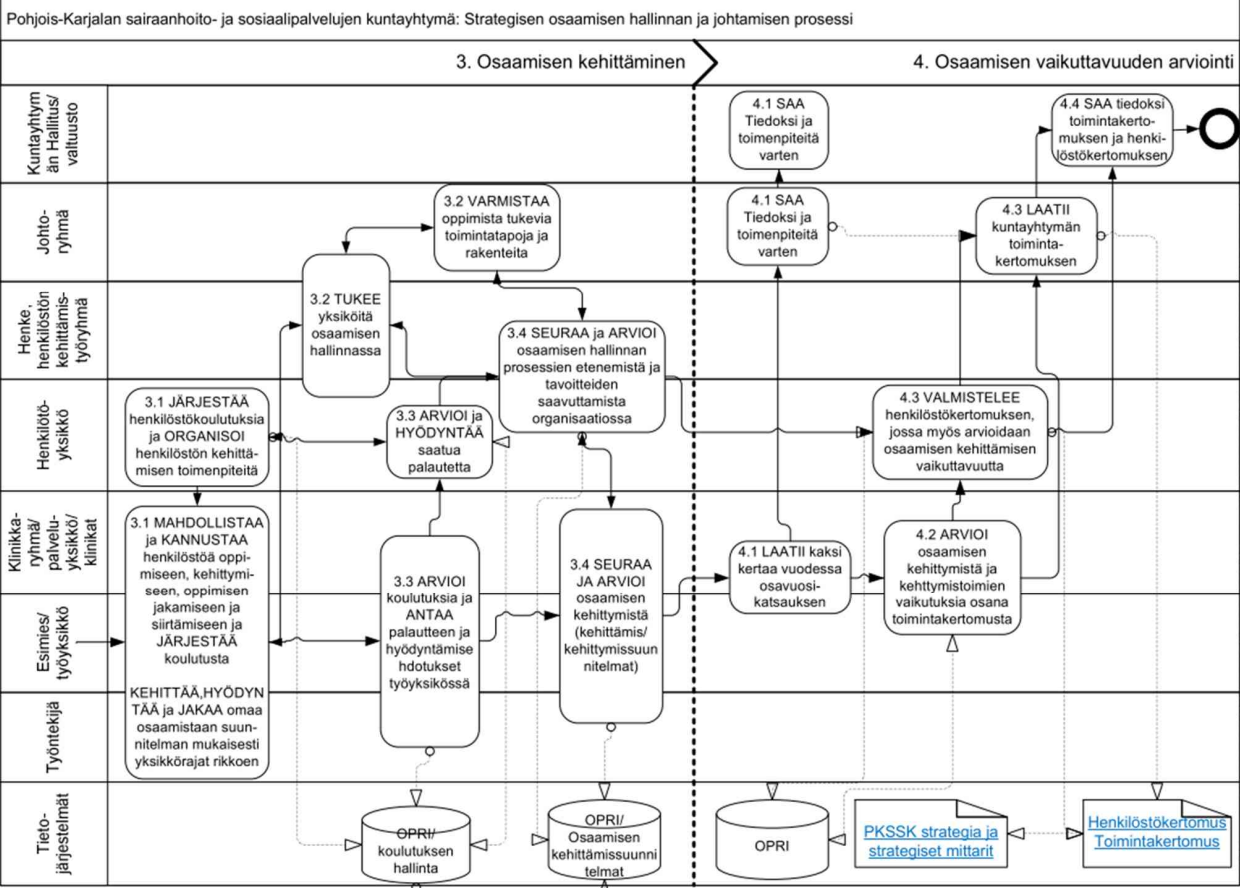 Pohjois-Karjalan sairaanhoito- ja sosiaalipalvelujen kuntayhtymä: Strategisen osaamisen hallinnan ja johtamisen prosessi
3. Osaamisen kehittäminen
4. Osaamisen vaikuttavuuden arviointi
Kuntayhtym
än Hallitus/
valtuusto
4.1 SAA
Tiedoksi ja
toimenpiteitä
varten
4.4 SAA tiedoksi
toimintakerto-
muksen ja henki-
löstökertomuksen
Johto-
ryhmä
3.2 VARMISTAA
oppimista tukevia
toimintatapoja ja
rakenteita
4.1 SAA
Tiedoksi ja
toimenpiteitä
varten
4.3 LAATII
kuntayhtymän
toiminta-
kertomuksen
Henke,
henkilöstön
kehittämis-
työryhmä
3.2 TUKEE
yksiköitä
osaamisen
hallinnassa
3.4 SEURAA ja ARVIOI
osaamisen hallinnan
prosessien etenemistä ja
tavoitteiden
saavuttamista
organisaatiossa
Henkilötö-
yksikkö
3.1 JÄRJESTÄÄ
henkilöstökoulutuksia
ja ORGANISOI
henkilöstön kehittä-
misen toimenpiteitä
3.3 ARVIOI ja
HYÖDYNTÄÄ
saatua
palautetta
4.3 VALMISTELEE
henkilöstökertomuksen,
jossa myös arvioidaan
osaamisen kehittämisen
vaikuttavuutta
Klinikka-
ryhmä/
palvelu-
yksikkö/
klinikat
Esimies/
työyksikkö
Työntekijä
3.1 MAHDOLLISTAA
ja KANNUSTAA
henkilöstöä oppi-
miseen, kehittymi-
seen, oppimisen
jakamiseen ja
siirtämiseen ja
JÄRJESTÄÄ
koulutusta
KEHITTÄÄ,HYÖDYN
TÄÄ ja JAKAA omaa
osaamistaan suun-
nitelman mukaisesti
yksikkörajat rikkoen
3.3 ARVIOI
koulutuksia ja
ANTAA
palautteen ja
hyödyntämise
hdotukset
työyksikössä
3.4 SEURAA
JA ARVIOI
osaamisen
kehittymistä
(kehittämis/
kehittymissuun
nitelmat)
4.1 LAATII kaksi
kertaa vuodessa
osavuosi-
katsauksen
4.2 ARVIOI
osaamisen
kehittymistä ja
kehttymistoimien
vaikutuksia osana
toimintakertomusta
Tieto-
järjestelmät
OPRI/
koulutuksen
hallinta
OPRI/
Osaamisen
kehittämissuunni
telmat
OPRI
PKSSK strategia ja
strategiset mittarit
Henkilöstökertomus
Toimintakertomus